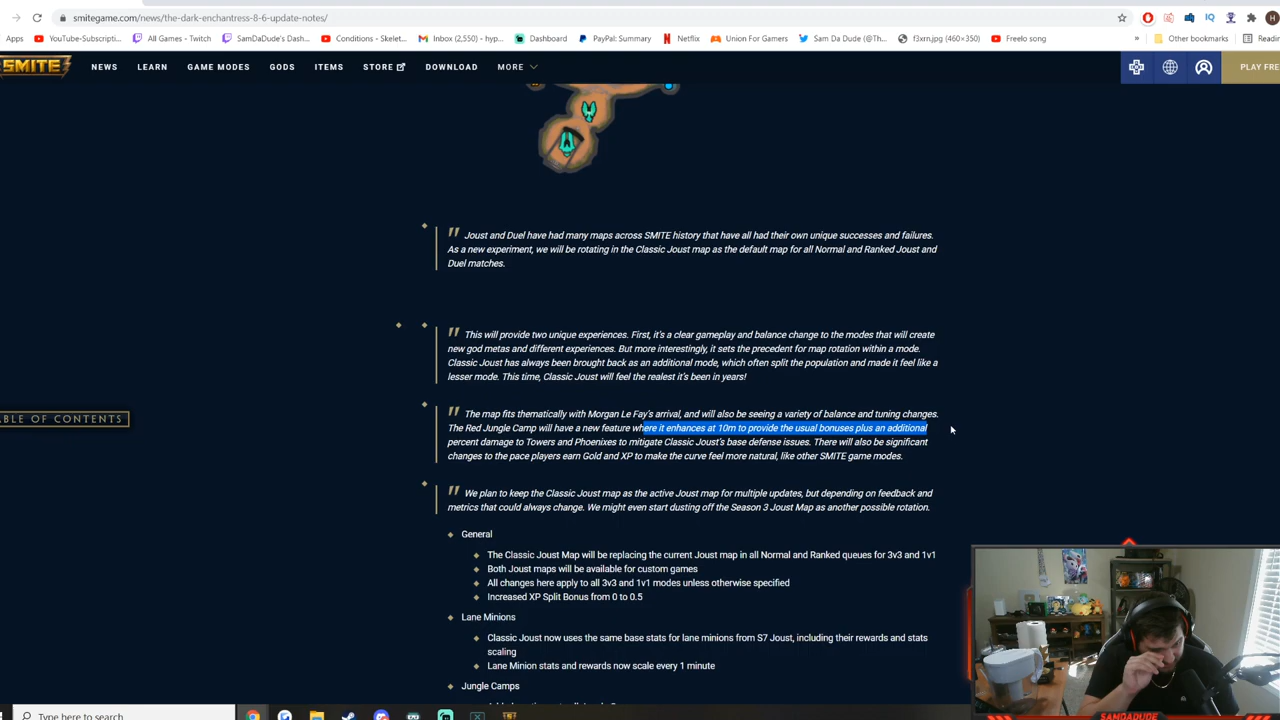 smitegame.com/news/the-dark-enchantress-8-6-update-notes/
Apps YouTube-Subscripti... All Games - Twitch SamDaDude's Dash... Conditions - Skelet... Inbox (2,550) - hyp... Dashboard PayPal: Summary Netflix Union For Gamers Sam Da Dude (@Th... f3xrn.jpg (460×350) Freelo song » Other bookmarks
SMITE NEWS LEARN GAME MODES GODS ITEMS STORE DOWNLOAD MORE PLAY FRE
" Joust and Duel have had many maps across SMITE history that have all had their own unique successes and failures.
As a new experiment, we will be rotating in the Classic Joust map as the default map for all Normal and Ranked Joust and
Duel matches.
" This will provide two unique experiences. First, it's a clear gameplay and balance change to the modes that will create
new god metas and different experiences. But more interestingly, it sets the precedent for map rotation within a mode.
Classic Joust has always been brought back as an additional mode, which often split the population and made it feel like a
lesser mode. This time, Classic Joust will feel the realest it's been in years!
ABLE OF CONTENTS
" The map fits thematically with Morgan Le Fay's arrival, and will also be seeing a variety of balance and tuning changes.
The Red Jungle Camp will have a new feature where it enhances at 10m to provide the usual bonuses plus an additional
percent damage to Towers and Phoenixes to mitigate Classic Joust's base defense issues. There will also be significant
changes to the pace players earn Gold and XP to make the curve feel more natural, like other SMITE game modes.
" We plan to keep the Classic Joust map as the active Joust map for multiple updates, but depending on feedback and
metrics that could always change. We might even start dusting off the Season 3 Joust Map as another possible rotation.
General
The Classic Joust Map will be replacing the current Joust map in all Normal and Ranked queues for 3v3 and 1v1
Both Joust maps will be available for custom games
All changes here apply to all 3v3 and 1v1 modes unless otherwise specified
Increased XP Split Bonus from 0 to 0.5
Lane Minions
Classic Joust now uses the same base stats for lane minions from S7 Joust, including their rewards and stats
scaling
Lane Minion stats and rewards now scale every 1 minute
Jungle Camps
Type here to search
SAMDADUDE